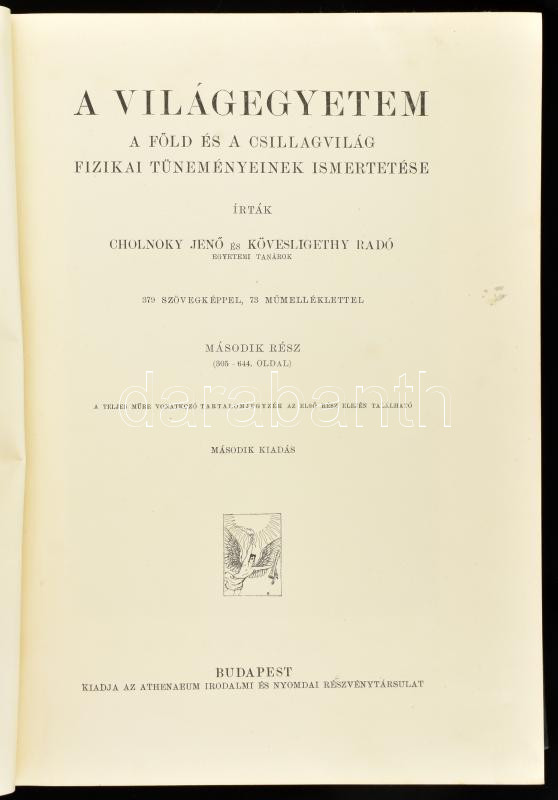 A VILÁGEGYETEM
A FÖLD ÉS A CSILLAGVILÁG
FIZIKAI TÜNEMÉNYEINEK ISMERTETÉSE
ÍRTÁK
CHOLNOKY JENŐ ÉS KÖVESLIGETHY RADÓ
EGYETEMI TANÁROK
379 SZÖVEGKÉPPEL, 73 MŰMELLÉKLETTEL
MÁSODIK RÉSZ
(305–644. OLDAL)
darabanth
A TELJES MŰRE VONATKOZÓ TARTALOMJEGYZÉK AZ ELSŐ RÉSZ ELEJÉN TALÁLHATÓ
MÁSODIK KIADÁS
BUDAPEST
KIADJA AZ ATHENAEUM IRODALMI ÉS NYOMDAI RÉSZVÉNYTÁRSULAT